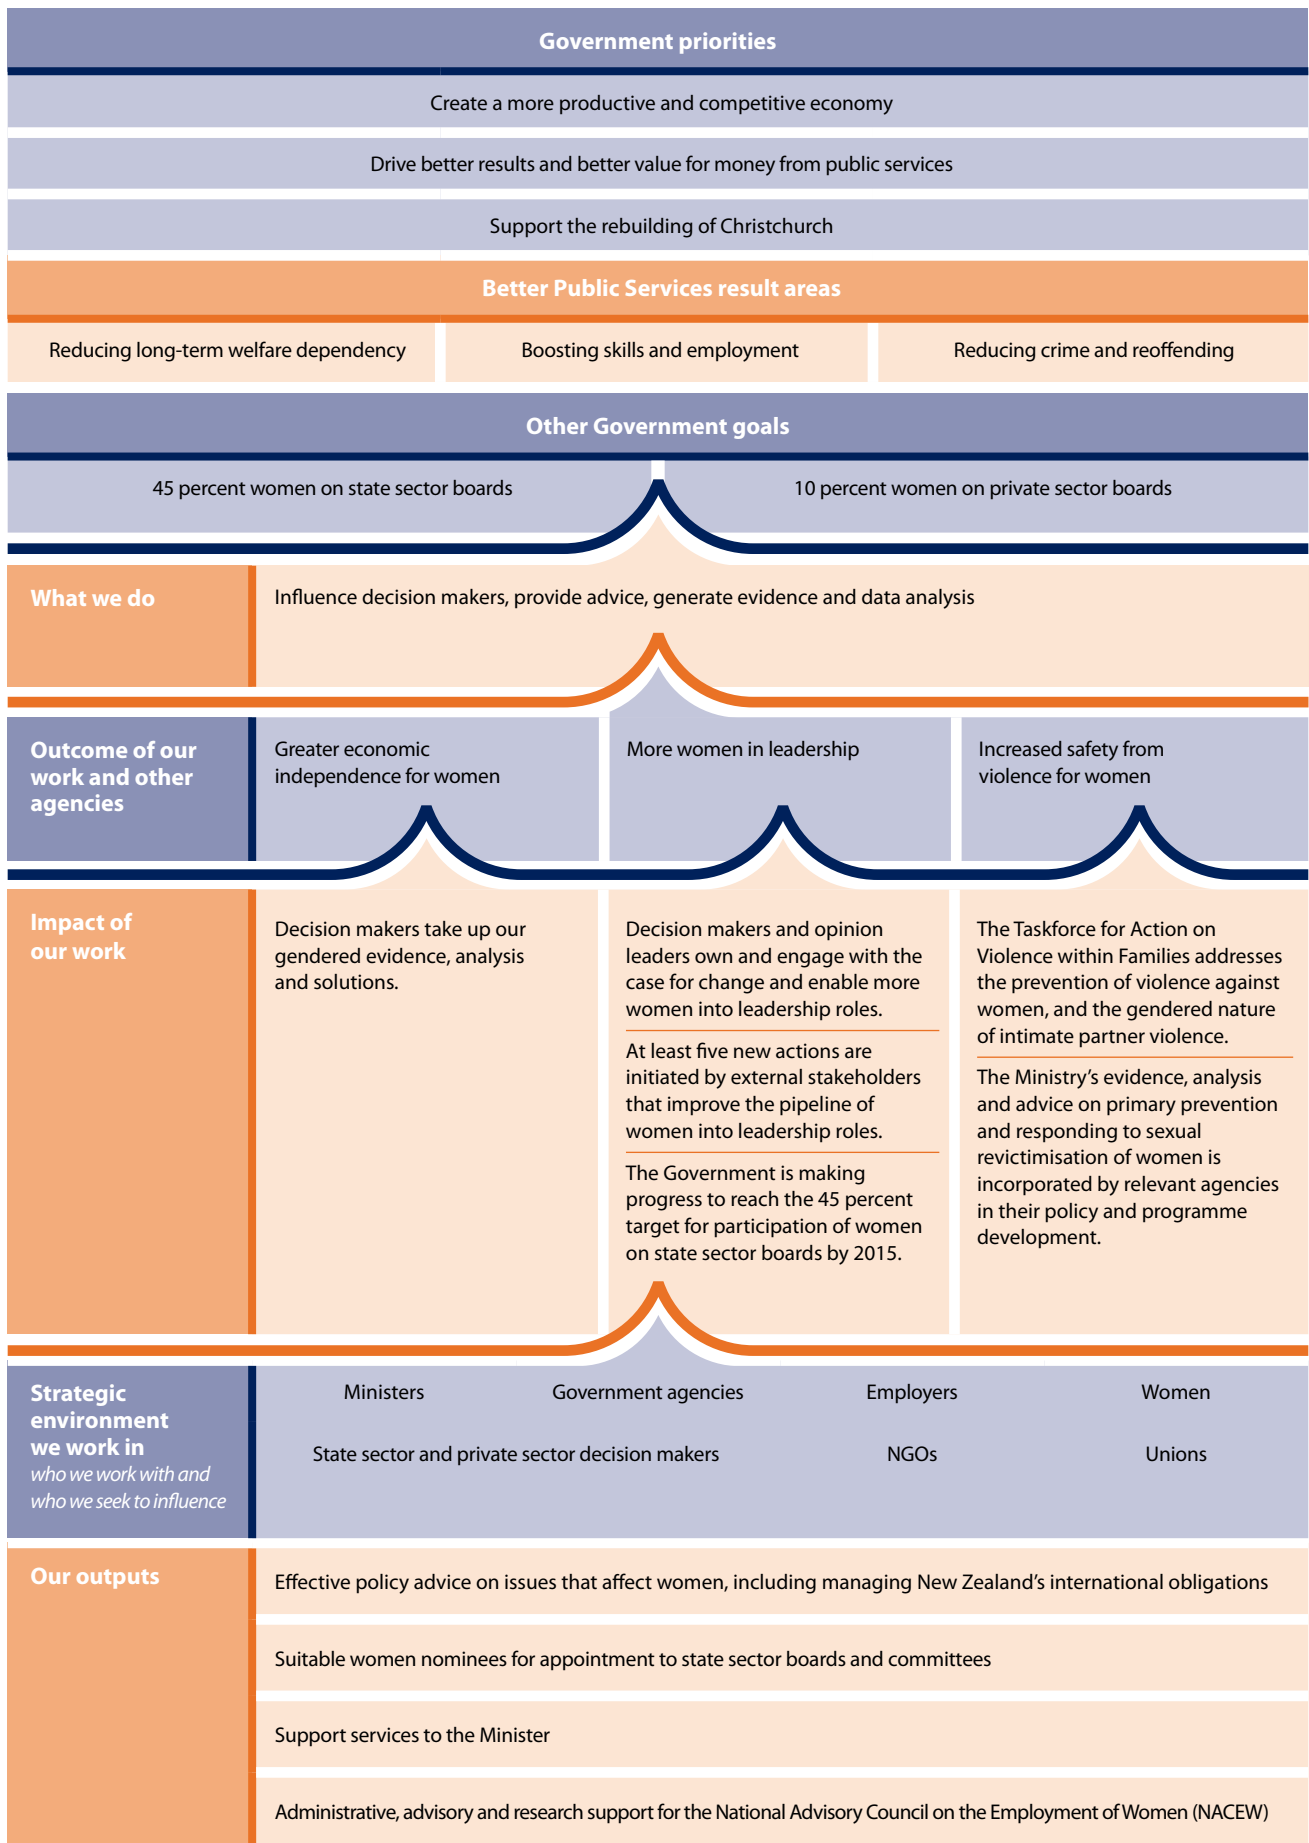 Government priorities
Create a more productive and competitive economy
Drive better results and better value for money from public services
Support the rebuilding of Christchurch
Better Public Services result areas
Reducing long-term welfare dependency
Boosting skills and employment
Reducing crime and reoffending
Other Government goals
45 percent women on state sector boards
10 percent women on private sector boards
What we do
Influence decision makers, provide advice, generate evidence and data analysis
Outcome of our
work and other
agencies
Greater economic
independence for women
More women in leadership
Increased safety from
violence for women
Impact of
our work
Decision makers take up our
gendered evidence, analysis
and solutions.
Decision makers and opinion
leaders own and engage with the
case for change and enable more
women into leadership roles.
At least five new actions are
initiated by external stakeholders
that improve the pipeline of
women into leadership roles.
The Government is making
progress to reach the 45 percent
target for participation of women
on state sector boards by 2015.
The Taskforce for Action on
Violence within Families addresses
the prevention of violence against
women, and the gendered nature
of intimate partner violence.
The Ministry’s evidence, analysis
and advice on primary prevention
and responding to sexual
revictimisation of women is
incorporated by relevant agencies
in their policy and programme
development.
Strategic
environment
we work in
who we work with and
who we seek to influence
Ministers
Government agencies
Employers
Women
State sector and private sector decision makers
NGOs
Unions
Our outputs
Effective policy advice on issues that affect women, including managing New Zealand’s international obligations
Suitable women nominees for appointment to state sector boards and committees
Support services to the Minister
Administrative, advisory and research support for the National Advisory Council on the Employment of Women (NACEW)